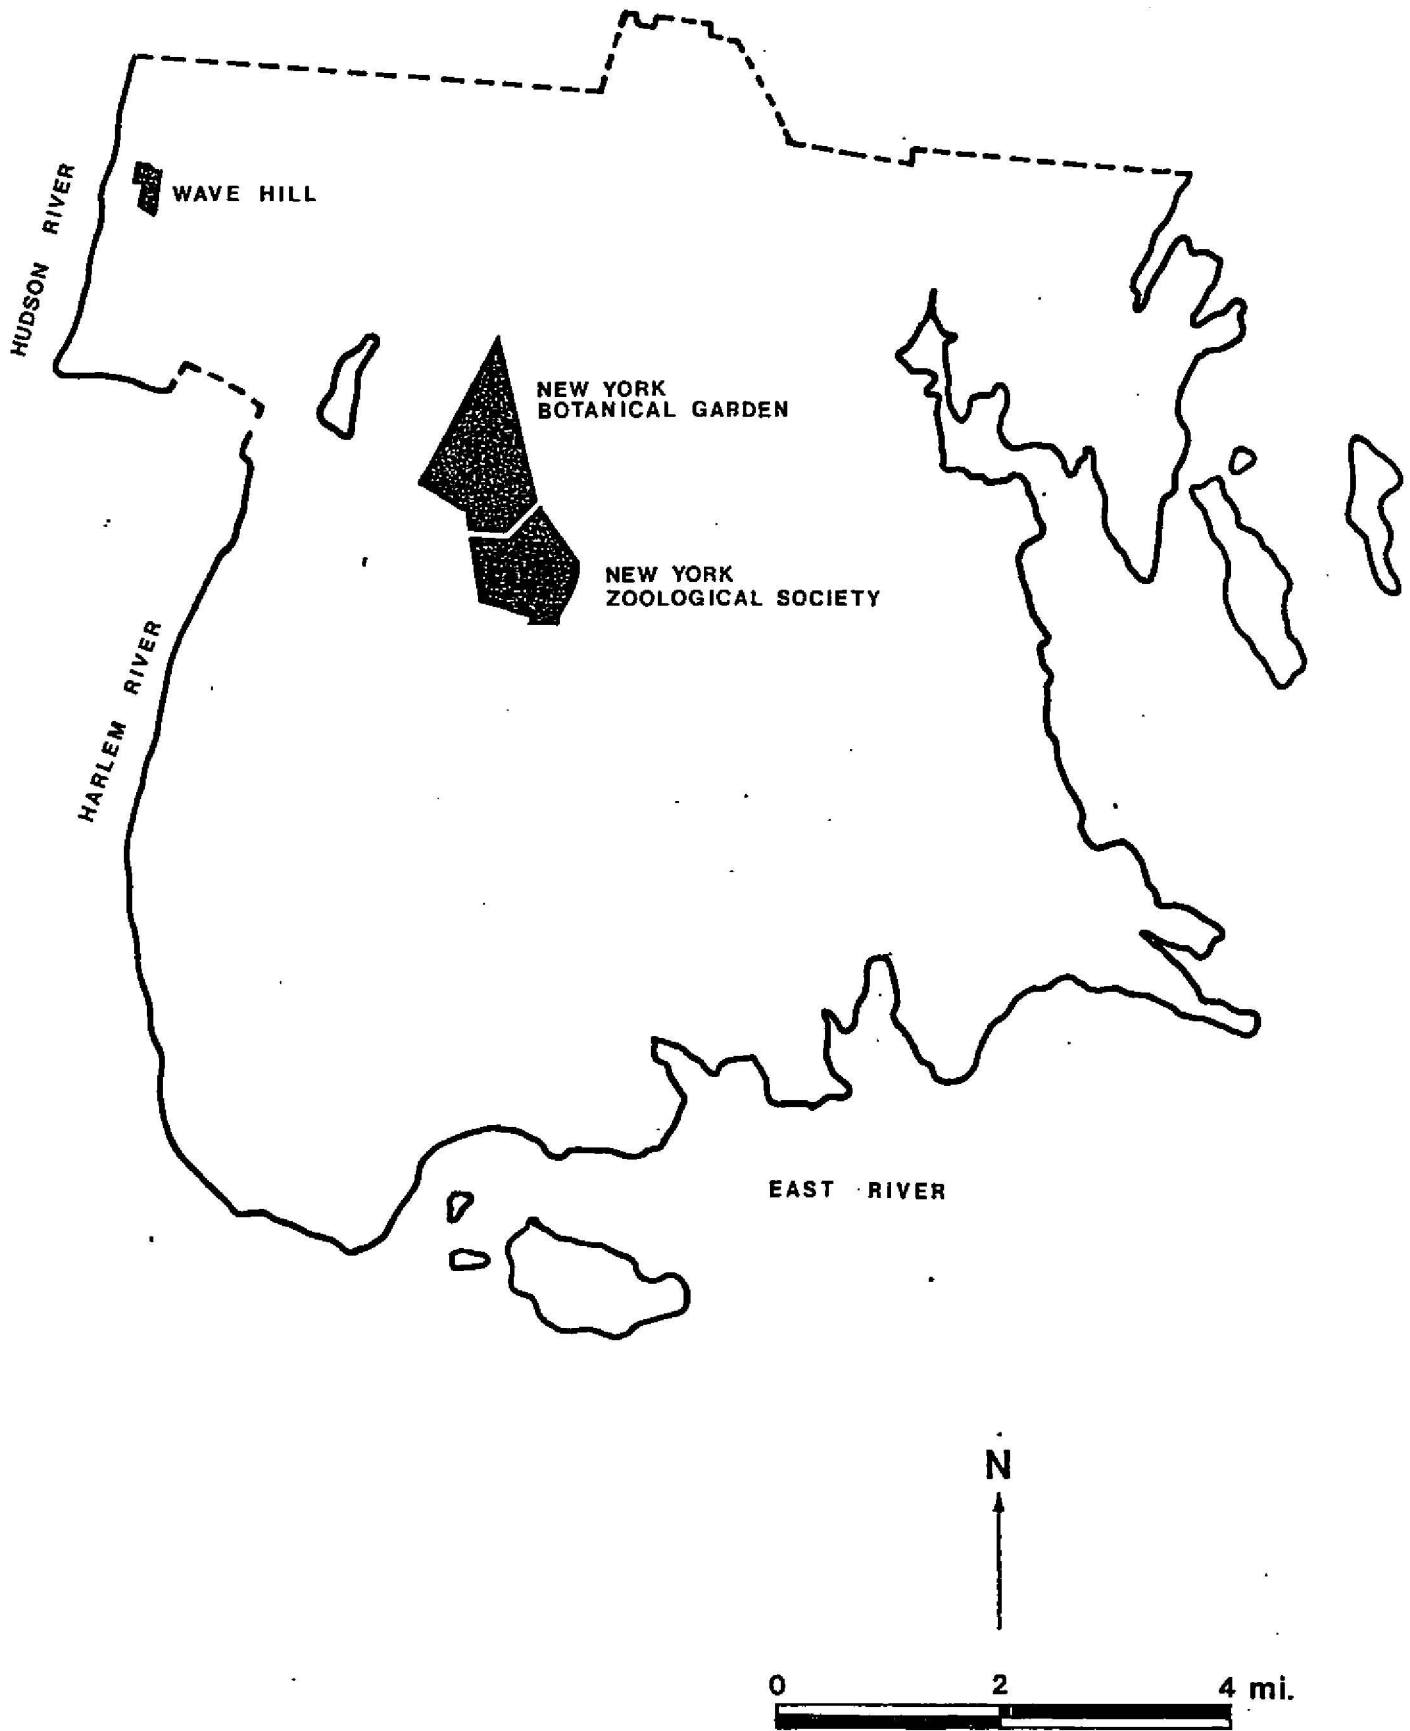 WAVE HILL
HUDSON RIVER
NEW YORK
BOTANICAL GARDEN
NEW YORK
ZOOLOGICAL SOCIETY
HARLEM RIVER
EAST RIVER
N
0 2 4 mi.